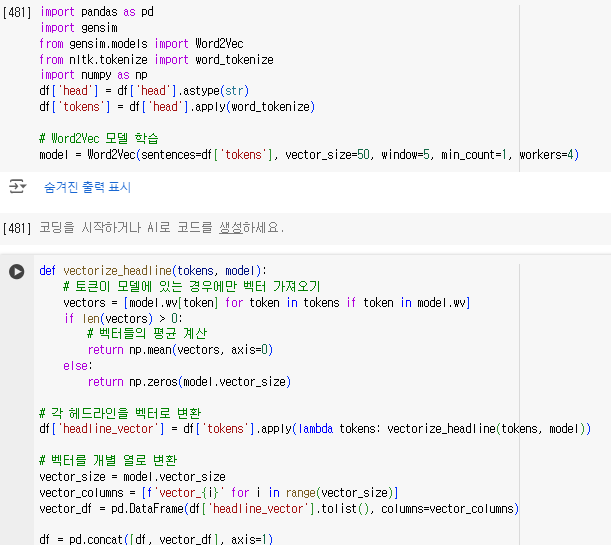 [481] import pandas as pd
import gensim
from gensim.models import Word2Vec
from nltk.tokenize import word_tokenize
import numpy as np
df['head'] = df['head'].astype(str)
df['tokens'] = df['head'].apply(word_tokenize)
# Word2Vec 모델 학습
model = Word2Vec(sentences=df['tokens'], vector_size=50, window=5, min_count=1, workers=4)
숨겨진 출력 표시
[481] 코딩을 시작하거나 AI로 코드를 생성하세요.
def vectorize_headline(tokens, model):
    # 토큰이 모델에 있는 경우에만 벡터 가져오기
    vectors = [model.wv[token] for token in tokens if token in model.wv]
    if len(vectors) > 0:
        # 벡터들의 평균 계산
        return np.mean(vectors, axis=0)
    else:
        return np.zeros(model.vector_size)
# 각 헤드라인을 벡터로 변환
df['headline_vector'] = df['tokens'].apply(lambda tokens: vectorize_headline(tokens, model))
# 벡터를 개별 열로 변환
vector_size = model.vector_size
vector_columns = [f'vector_{i}' for i in range(vector_size)]
vector_df = pd.DataFrame(df['headline_vector'].tolist(), columns=vector_columns)
df = pd.concat([df, vector_df], axis=1)